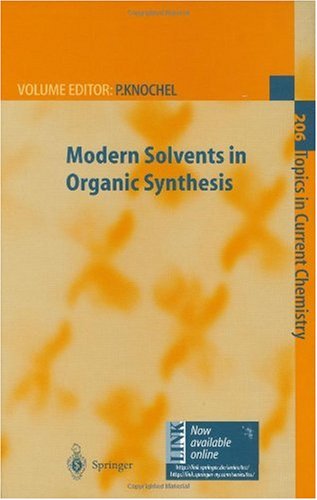 VOLUME EDITOR: P.KNOCHEL
Modern Solvents in
Organic Synthesis
206 Topics in Current Chemistry
Springer
LINK
Now
available
online